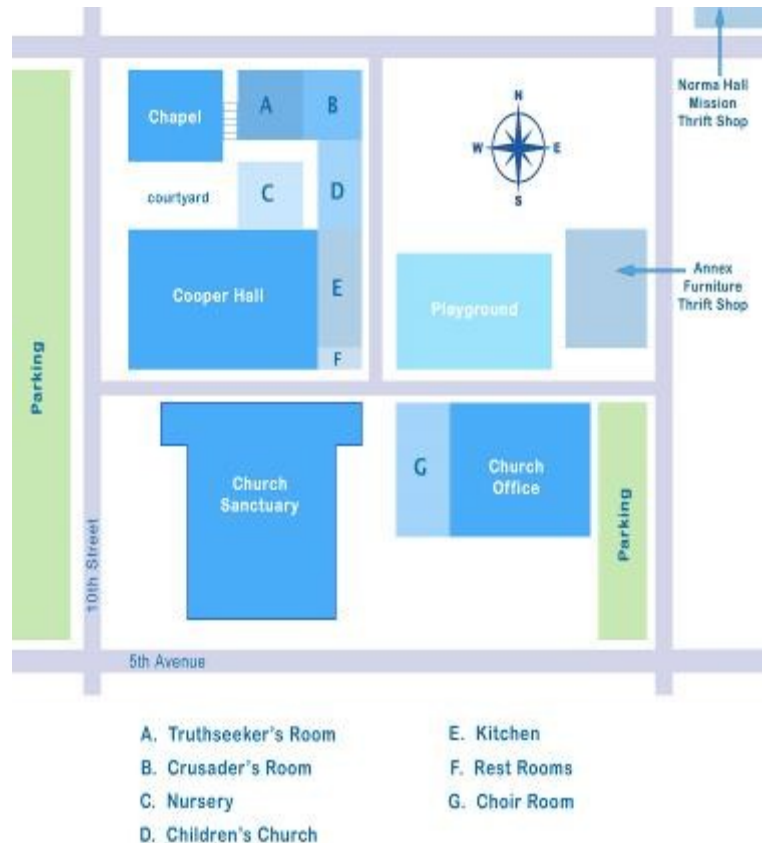 Norma Hall
Mission
Thrift Shop
Chapel
A
B
N
W
E
S
courtyard
C
D
Cooper Hall
E
Playground
Annex
Furniture
Thrift Shop
F
Parking
Church
Sanctuary
G
Church
Office
Parking
10th Street
5th Avenue
A. Truthseeker's Room
B. Crusader's Room
C. Nursery
D. Children's Church
E. Kitchen
F. Rest Rooms
G. Choir Room